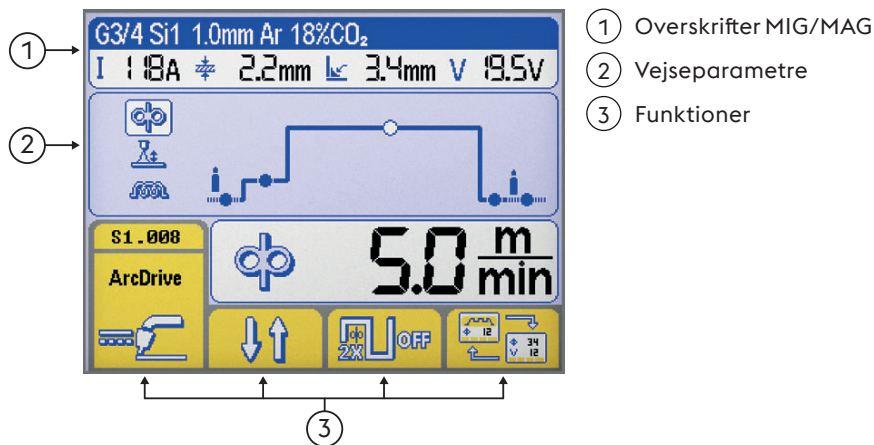 G3/4 Si1 1.0mm Ar 18%CO₂
I 118A 2.2mm 3.4mm V 19.5V
S1.008
ArcDrive
5.0 m/min
2X OFF
12
34
V 12
1 Overskrifter MIG/MAG
2 Vejseparametre
3 Funktioner
1
2
3